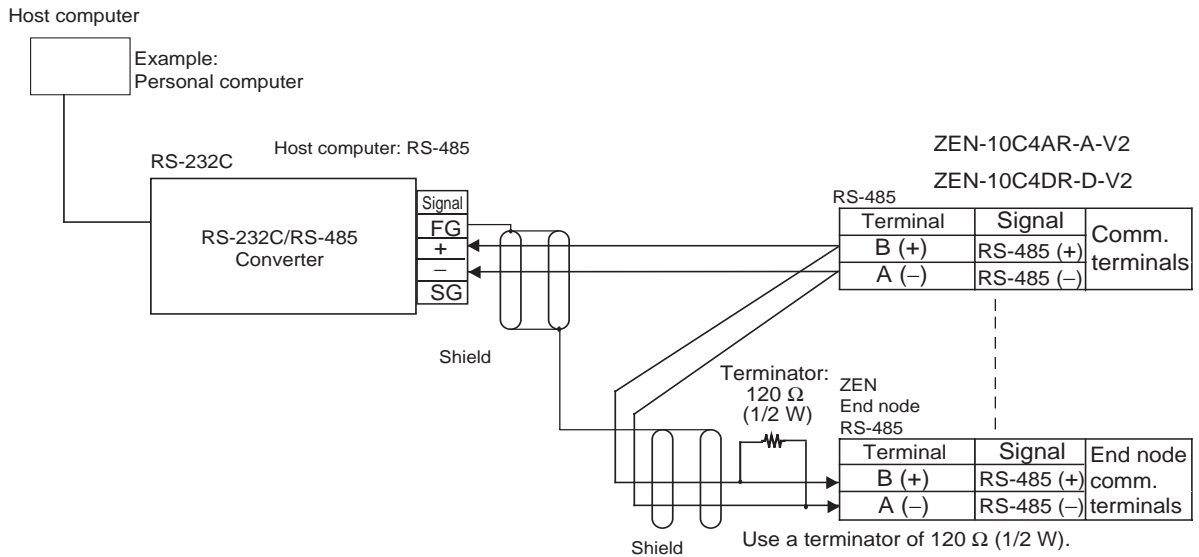 Host computer
Example:
Personal computer
Host computer: RS-485
RS-232C
RS-232C/RS-485
Converter
Signal
FG
+
−
SG
Shield
ZEN-10C4AR-A-V2
ZEN-10C4DR-D-V2
RS-485
Terminal Signal Comm. terminals
B (+) RS-485 (+)
A (−) RS-485 (−)
Terminator:
120 Ω
(1/2 W)
ZEN
End node
RS-485
Terminal Signal End node comm. terminals
B (+) RS-485 (+)
A (−) RS-485 (−)
Shield
Use a terminator of 120 Ω (1/2 W).